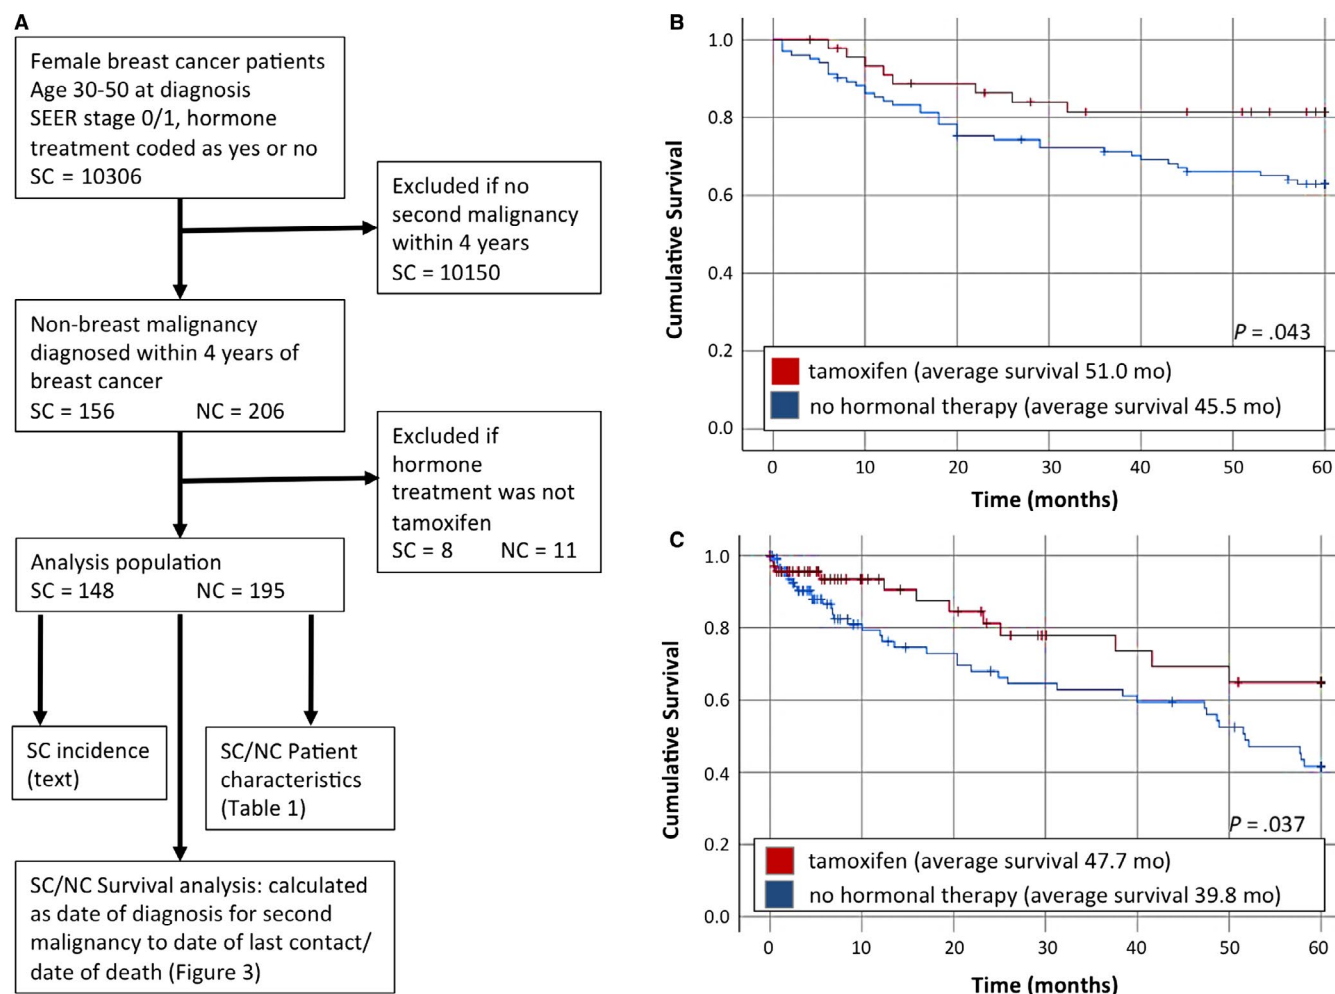 A
Female breast cancer patients
Age 30-50 at diagnosis
SEER stage 0/1, hormone
treatment coded as yes or no
SC = 10306
Excluded if no
second malignancy
within 4 years
SC = 10150
Non-breast malignancy
diagnosed within 4 years of
breast cancer
SC = 156 NC = 206
Excluded if
hormone
treatment was not
tamoxifen
SC = 8 NC = 11
Analysis population
SC = 148 NC = 195
SC incidence
(text)
SC/NC Patient
characteristics
(Table 1)
SC/NC Survival analysis: calculated
as date of diagnosis for second
malignancy to date of last contact/
date of death (Figure 3)
B
Cumulative Survival
1.0
0.8
0.6
0.4
0.2
0.0
P = .043
tamoxifen (average survival 51.0 mo)
no hormonal therapy (average survival 45.5 mo)
0 10 20 30 40 50 60
Time (months)
C
Cumulative Survival
1.0
0.8
0.6
0.4
0.2
0.0
P = .037
tamoxifen (average survival 47.7 mo)
no hormonal therapy (average survival 39.8 mo)
0 10 20 30 40 50 60
Time (months)